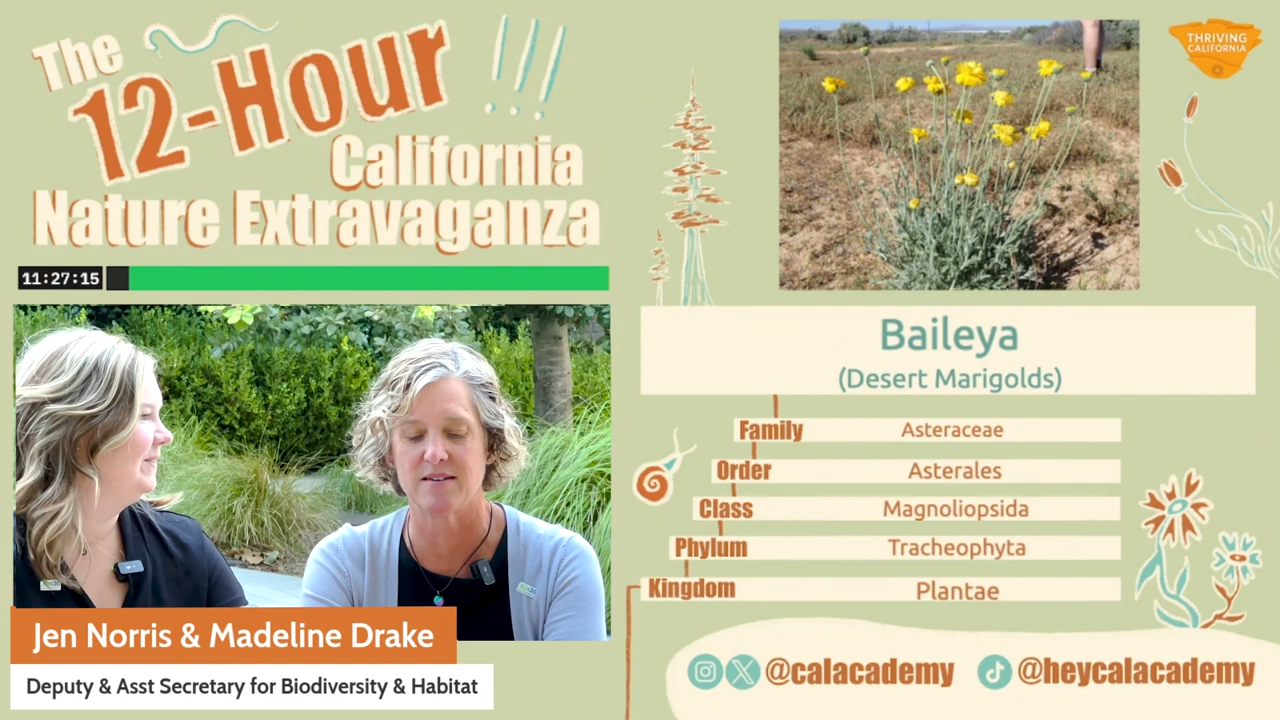 The
12-Hour !!!
California
Nature Extravaganza
11:27:15
Jen Norris & Madeline Drake
Deputy & Asst Secretary for Biodiversity & Habitat
THRIVING
CALIFORNIA
Baileya
(Desert Marigolds)
Family Asteraceae
Order Asterales
Class Magnoliopsida
Phylum Tracheophyta
Kingdom Plantae
@calacademy @heycalacademy